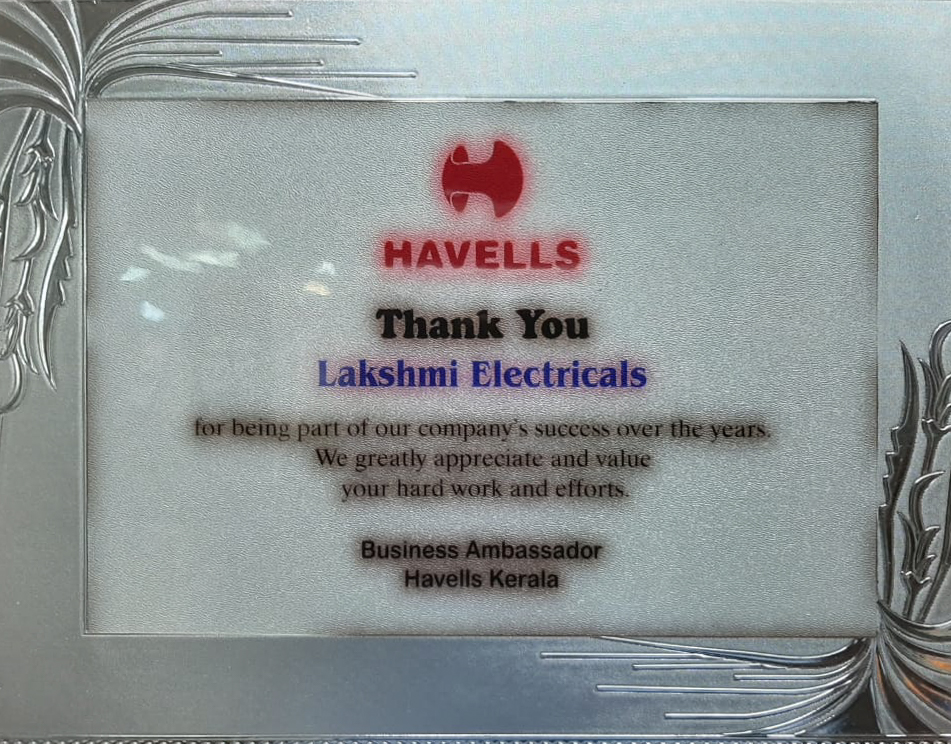 HAVELLS
Thank You
Lakshmi Electricals
for being part of our company's success over the years.
We greatly appreciate and value
your hard work and efforts.
Business Ambassador
Havells Kerala